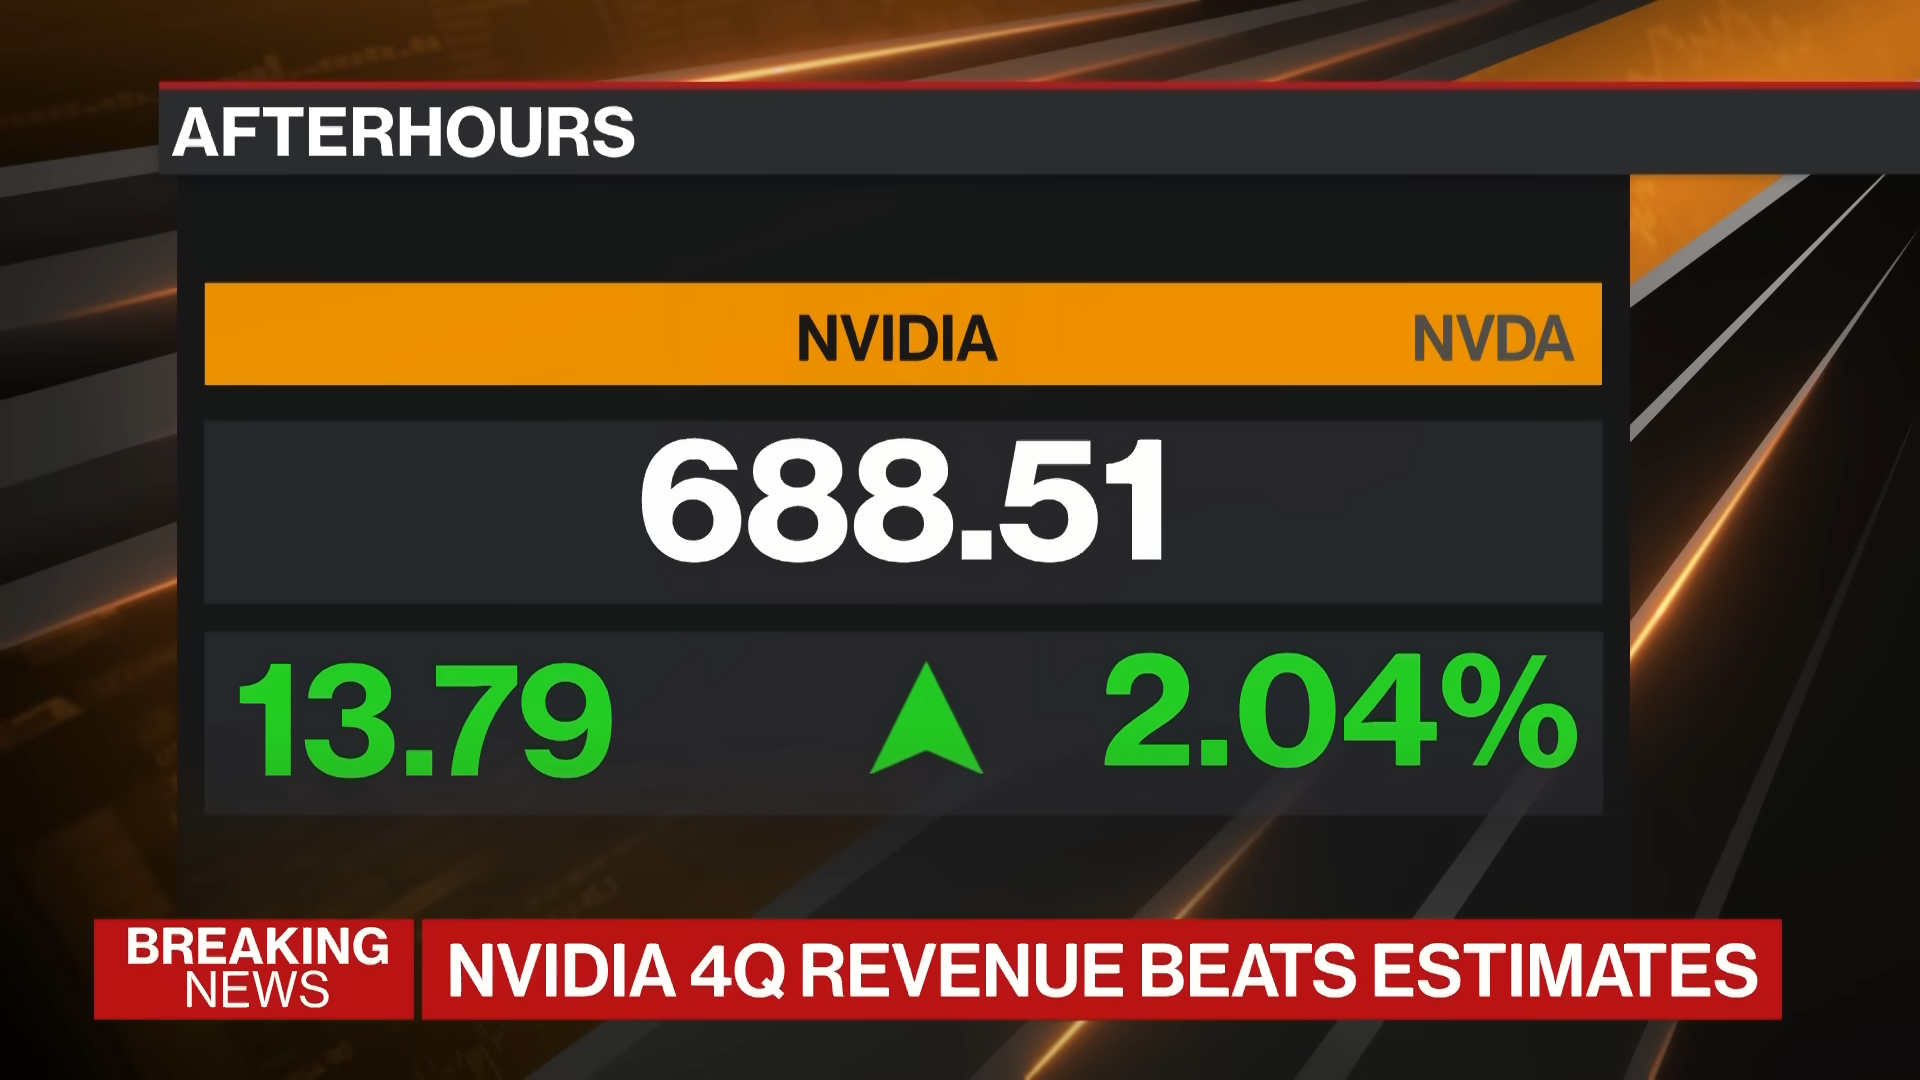 AFTERHOURS
NVIDIA NVDA
688.51
13.79 ▲ 2.04%
BREAKING
NEWS
NVIDIA 4Q REVENUE BEATS ESTIMATES